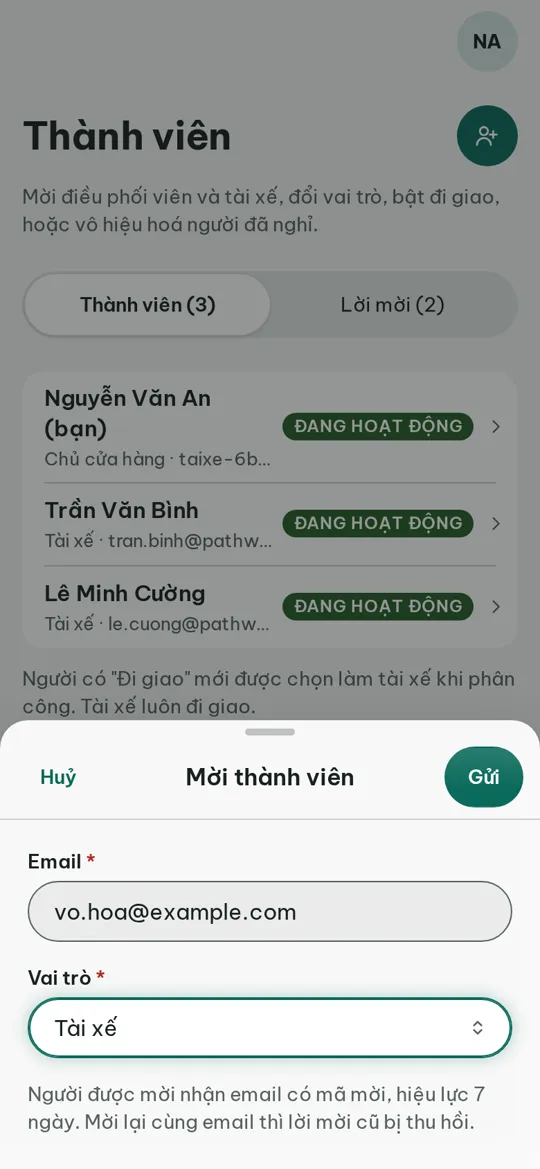 NA
Thành viên
Mời điều phối viên và tài xế, đổi vai trò, bật đi giao,
hoặc vô hiệu hoá người đã nghỉ.
Thành viên (3)
Lời mời (2)
Nguyễn Văn An
(bạn)
Chủ cửa hàng · taixe-6b...
ĐANG HOẠT ĐỘNG
Trần Văn Bình
Tài xế · tran.binh@pathw...
ĐANG HOẠT ĐỘNG
Lê Minh Cường
Tài xế · le.cuong@pathw...
ĐANG HOẠT ĐỘNG
Người có "Đi giao" mới được chọn làm tài xế khi phân
công. Tài xế luôn đi giao.
Huỷ
Mời thành viên
Gửi
Email *
vo.hoa@example.com
Vai trò *
Tài xế
Người được mời nhận email có mã mời, hiệu lực 7
ngày. Mời lại cùng email thì lời mời cũ bị thu hồi.